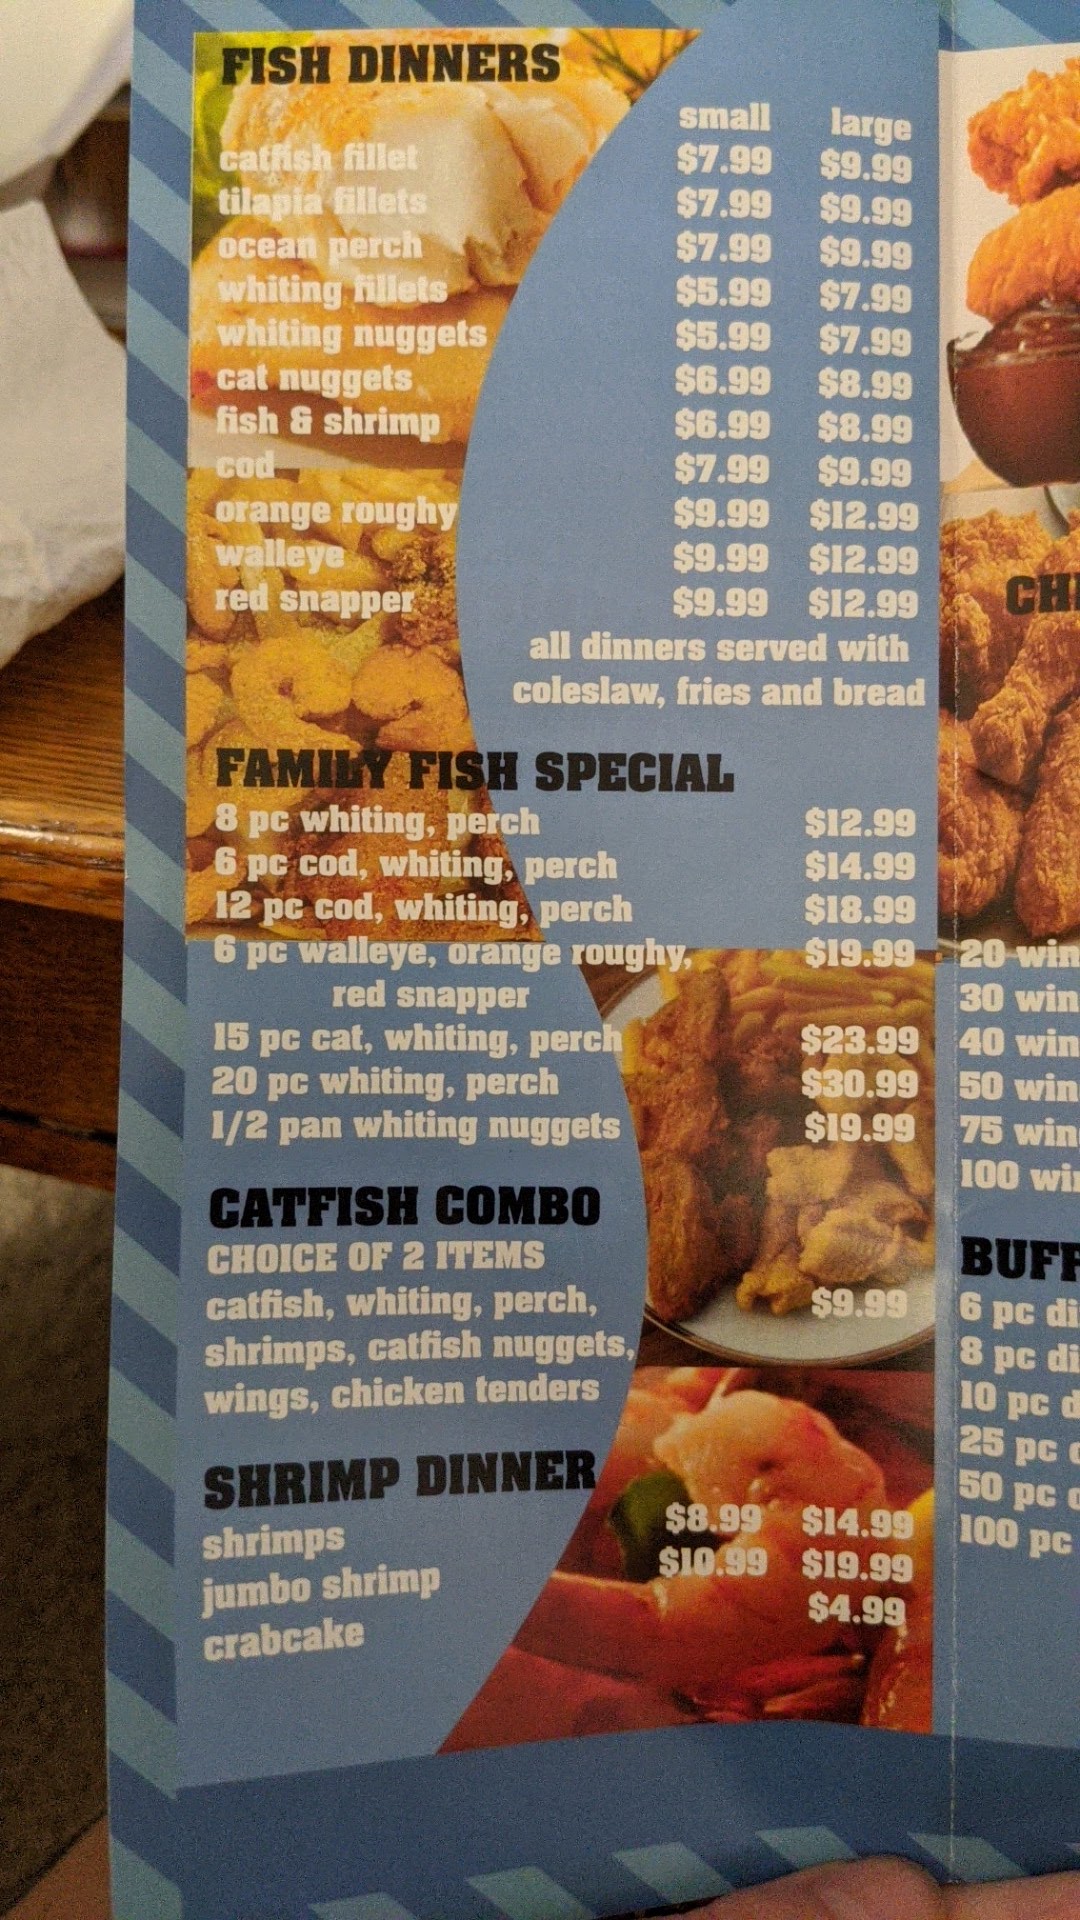 FISH DINNERS
small large
catfish fillet $7.99 $9.99
tilapia fillets $7.99 $9.99
ocean perch $7.99 $9.99
whiting fillets $5.99 $7.99
whiting nuggets $5.99 $7.99
cat nuggets $6.99 $8.99
fish & shrimp $6.99 $8.99
cod $7.99 $9.99
orange roughy $9.99 $12.99
walleye $9.99 $12.99
red snapper $9.99 $12.99
all dinners served with
coleslaw, fries and bread
FAMILY FISH SPECIAL
8 pc whiting, perch $12.99
6 pc cod, whiting, perch $14.99
12 pc cod, whiting, perch $18.99
6 pc walleye, orange roughy, $19.99
red snapper
15 pc cat, whiting, perch $23.99
20 pc whiting, perch $30.99
1/2 pan whiting nuggets $19.99
CATFISH COMBO
CHOICE OF 2 ITEMS
catfish, whiting, perch, $9.99
shrimps, catfish nuggets,
wings, chicken tenders
SHRIMP DINNER
shrimps $8.99 $14.99
jumbo shrimp $10.99 $19.99
crabcake $4.99
20 win
30 win
40 win
50 win
75 win
100 wi
6 pc di
8 pc di
10 pc d
25 pc
50 pc
100 pc